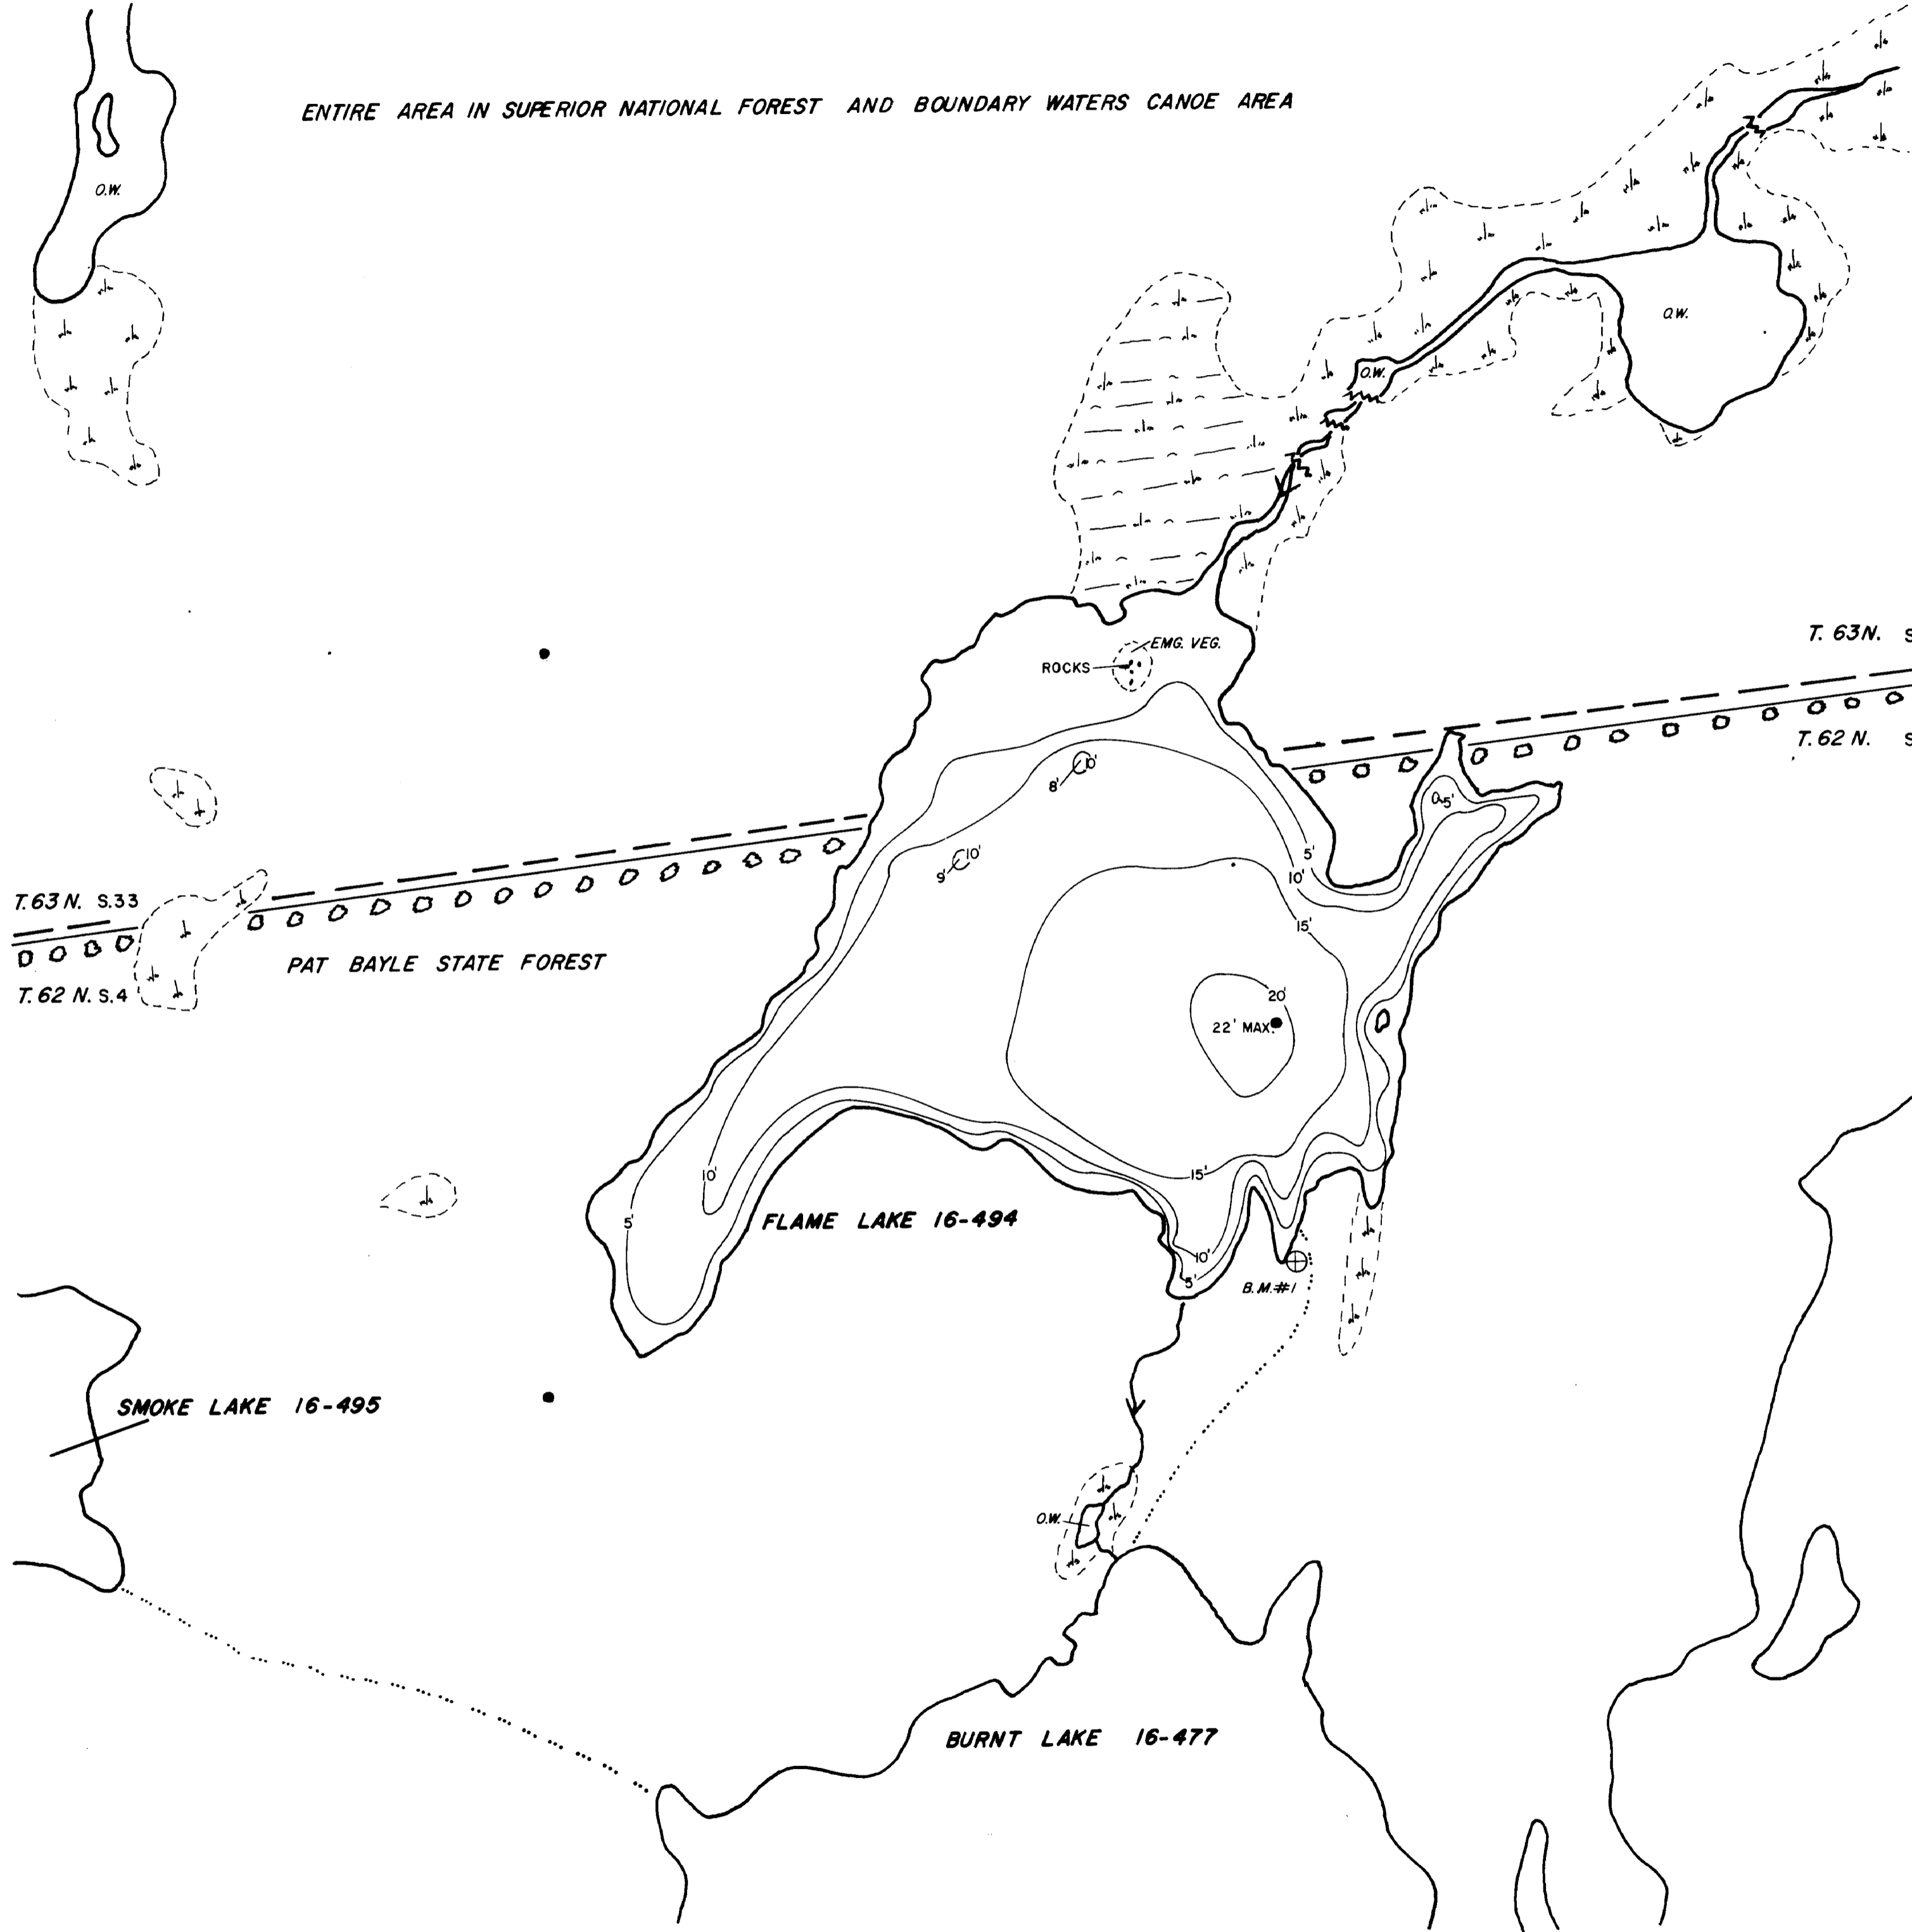 ENTIRE AREA IN SUPERIOR NATIONAL FOREST AND BOUNDARY WATERS CANOE AREA
O.W.
O.W.
O.W.
T. 63N. S
EMG. VEG.
ROCKS
T. 62 N. S
10'
8'
5'
5'
10'
9'
10'
T. 63 N. S.33
15'
PAT BAYLE STATE FOREST
T. 62 N. S.4
20'
22' MAX.
10'
15'
5'
FLAME LAKE 16-494
10'
5'
B.M.#1
SMOKE LAKE 16-495
O.W.
BURNT LAKE 16-477